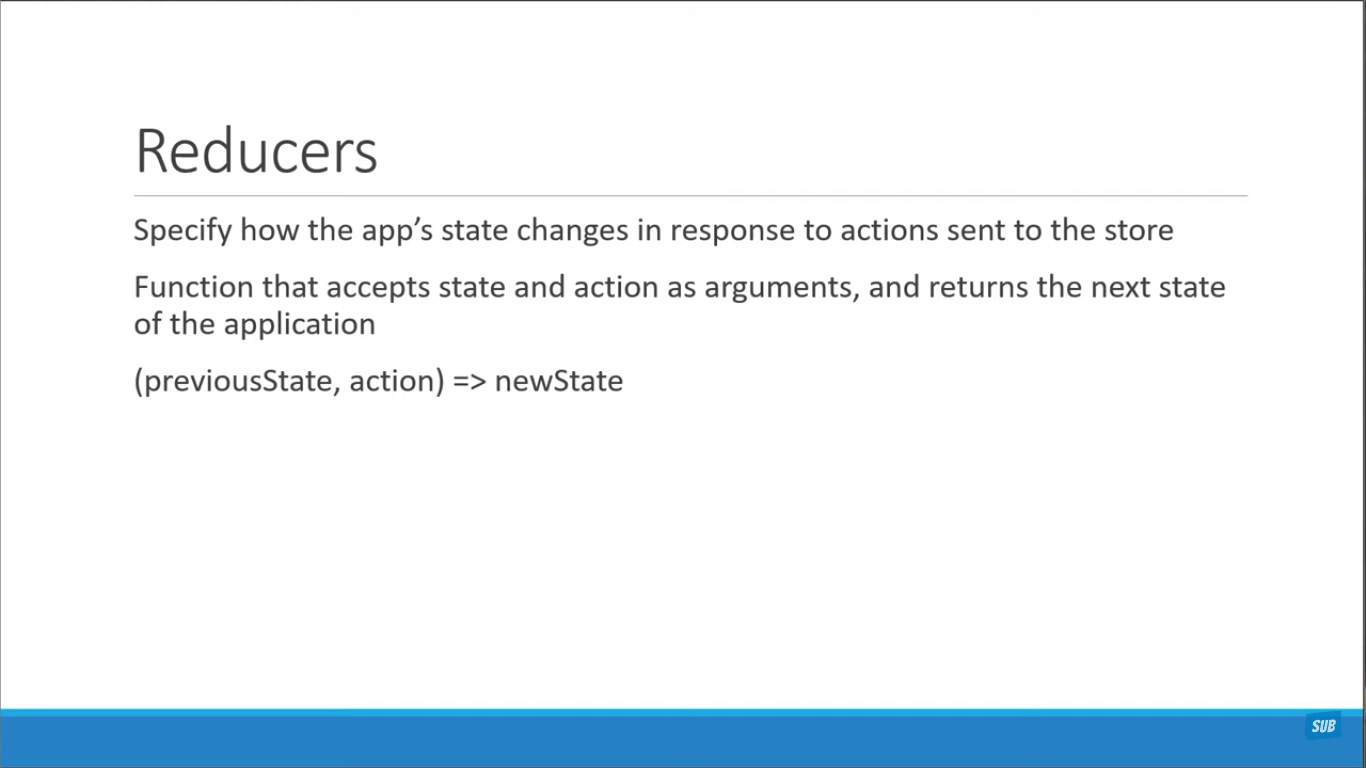 Reducers
Specify how the app’s state changes in response to actions sent to the store
Function that accepts state and action as arguments, and returns the next state
of the application
(previousState, action) => newState
SUB